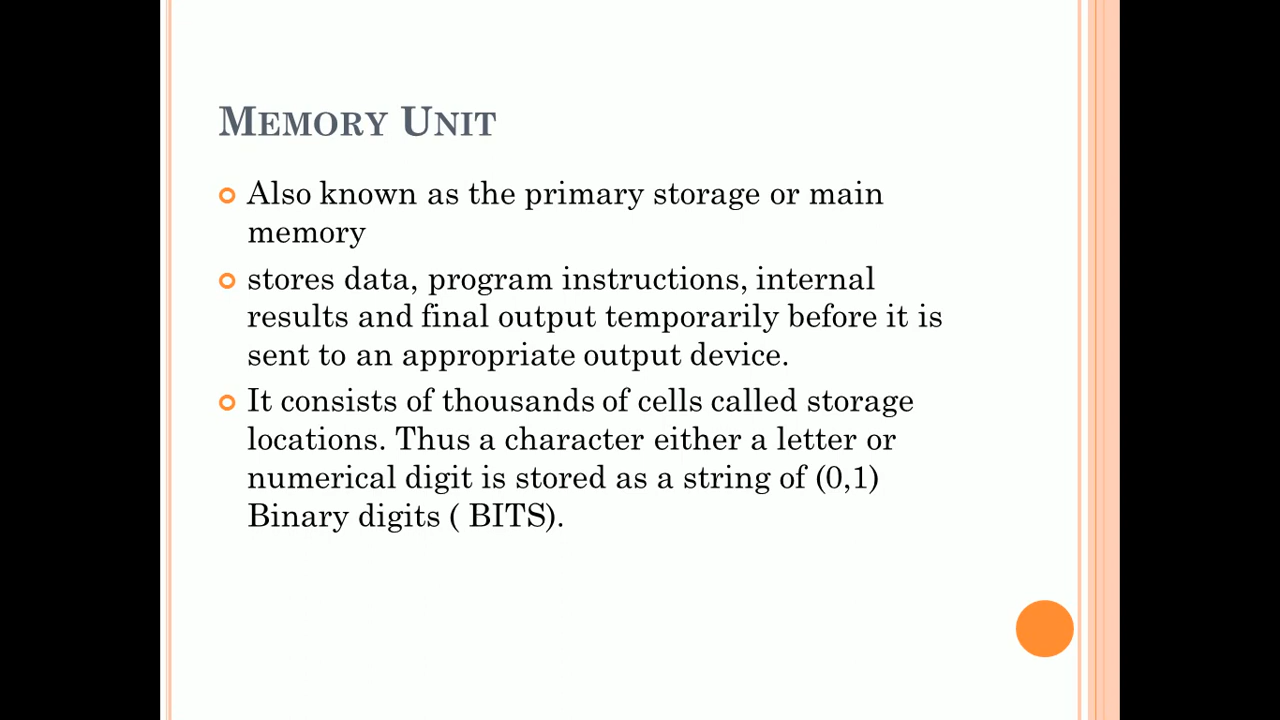 MEMORY UNIT
Also known as the primary storage or main
memory
stores data, program instructions, internal
results and final output temporarily before it is
sent to an appropriate output device.
It consists of thousands of cells called storage
locations. Thus a character either a letter or
numerical digit is stored as a string of (0,1)
Binary digits ( BITS).